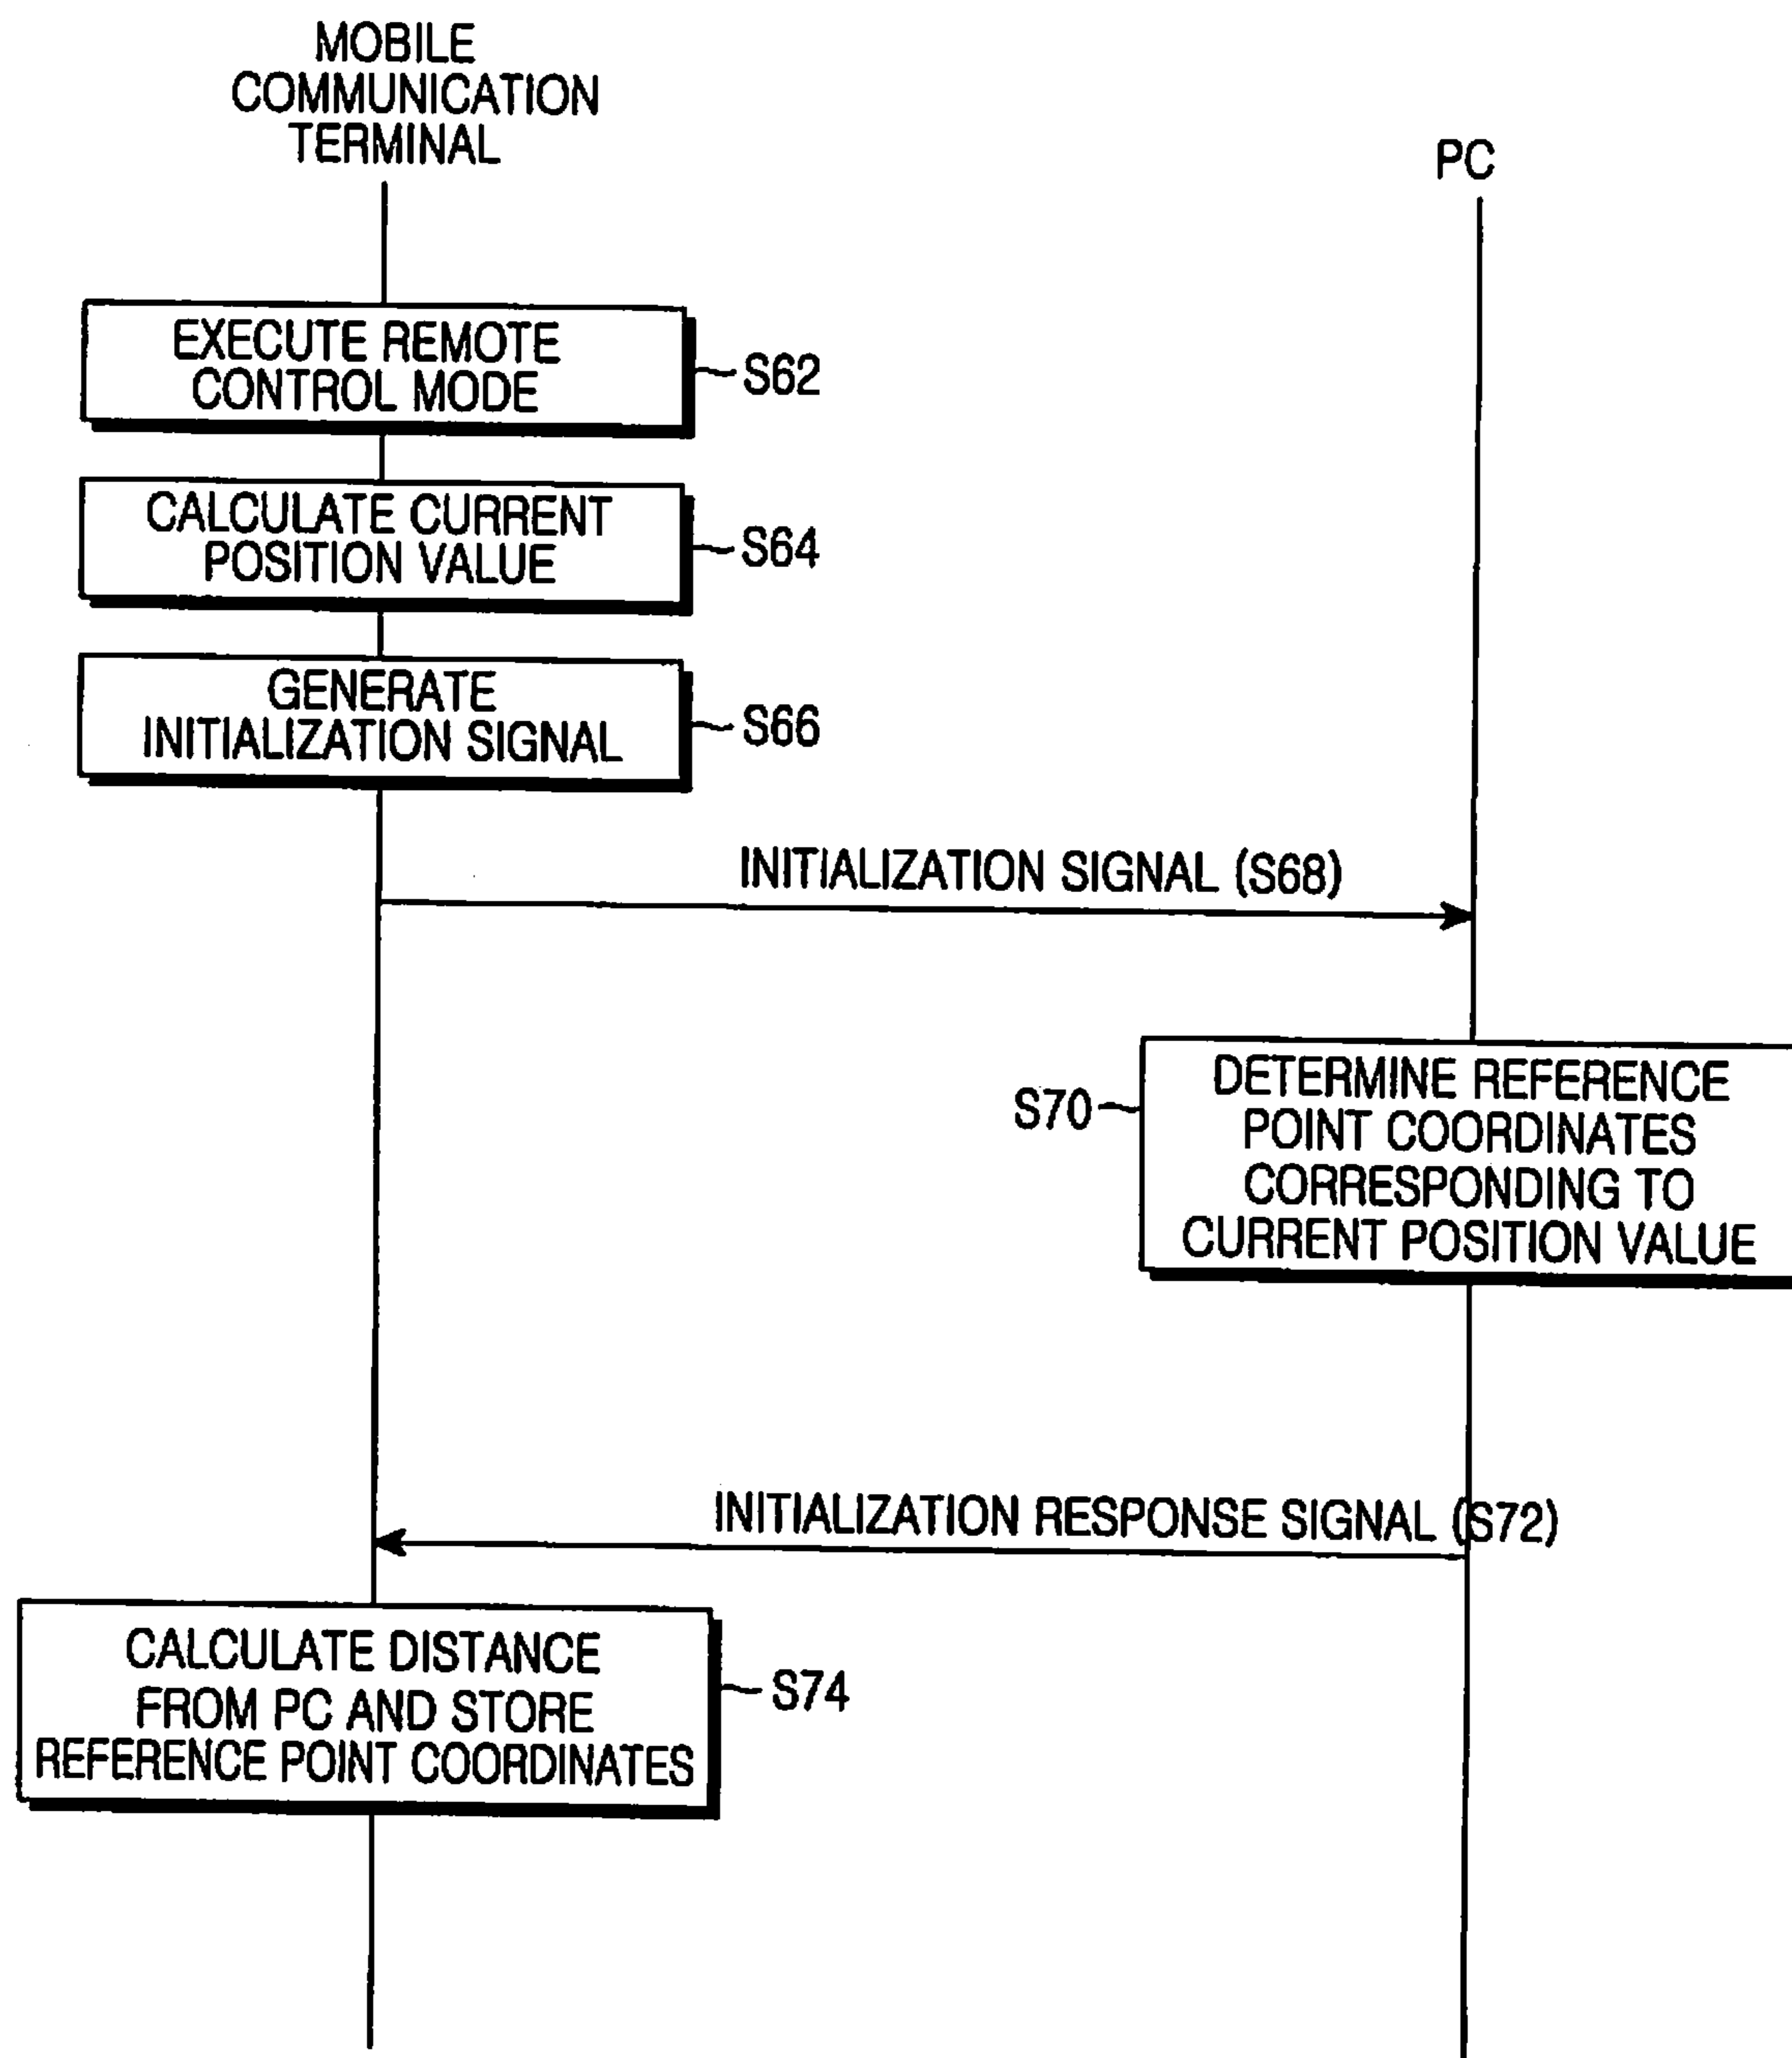 MOBILE
COMMUNICATION
TERMINAL
PC
EXECUTE REMOTE
CONTROL MODE
S62
CALCULATE CURRENT
POSITION VALUE
S64
GENERATE
INITIALIZATION SIGNAL
S66
INITIALIZATION SIGNAL (S68)
S70
DETERMINE REFERENCE
POINT COORDINATES
CORRESPONDING TO
CURRENT POSITION VALUE
INITIALIZATION RESPONSE SIGNAL (S72)
CALCULATE DISTANCE
FROM PC AND STORE
REFERENCE POINT COORDINATES
S74